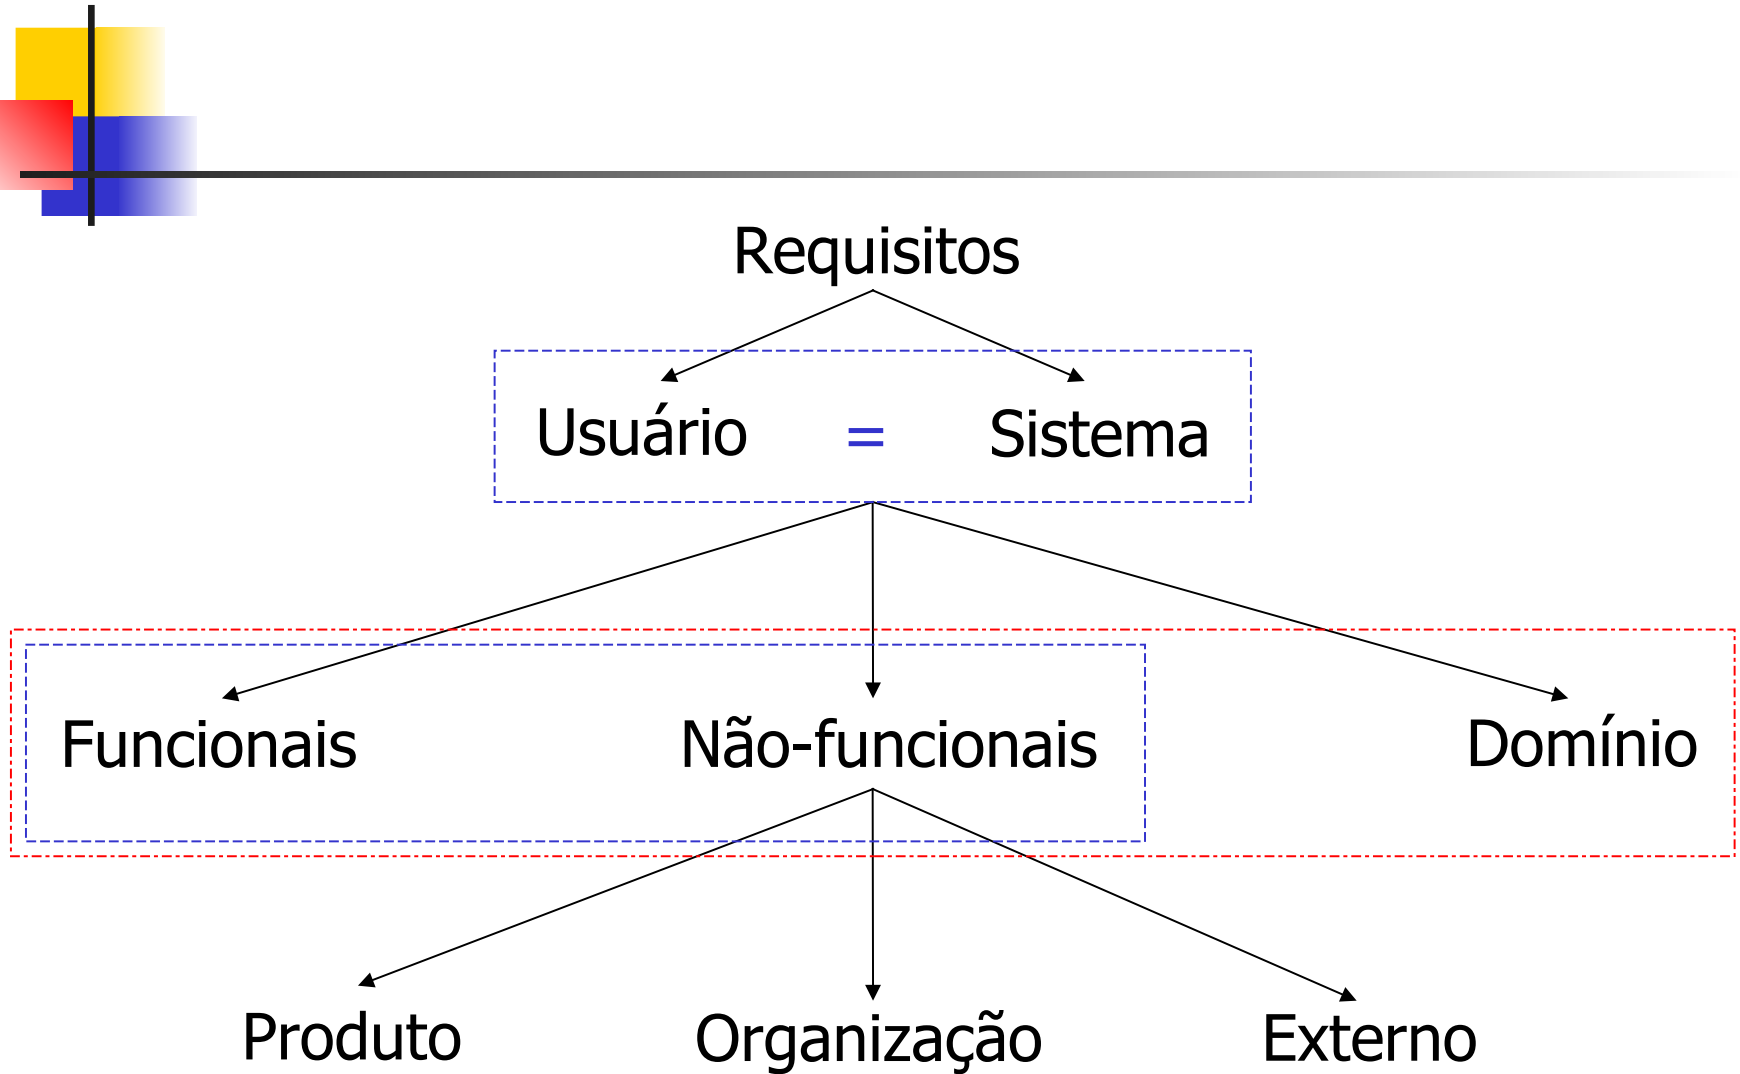 Requisitos
Usuário = Sistema
Funcionais Não-funcionais Domínio
Produto Organização Externo